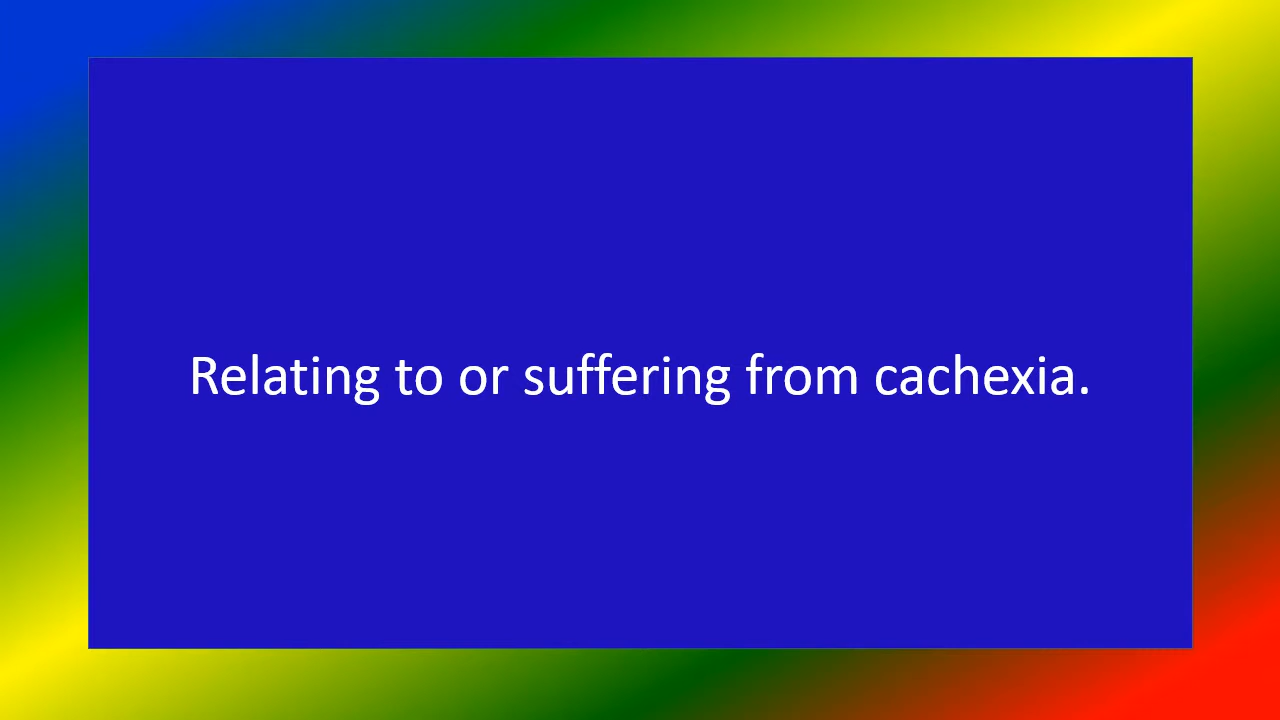 Relating to or suffering from cachexia.